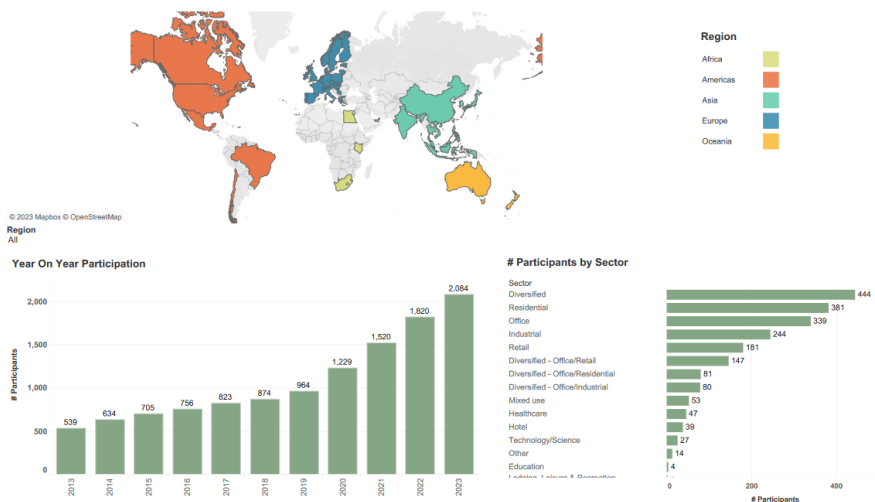 Region
Africa
Americas
Asia
Europe
Oceania
© 2023 Mapbox © OpenStreetMap
Region
All
Year On Year Participation
# Participants
2,000
1,500
1,000
500
0
539
634
705
756
823
874
964
1,229
1,520
1,820
2,084
2013
2014
2015
2016
2017
2018
2019
2020
2021
2022
2023
# Participants by Sector
Sector
Diversified 444
Residential 381
Office 339
Industrial 244
Retail 181
Diversified - Office/Retail 147
Diversified - Office/Residential 81
Diversified - Office/Industrial 80
Mixed use 53
Healthcare 47
Hotel 39
Technology/Science 27
Other 14
Education 4
Lodging, Leisure & Recreation
0 200 400
# Participants